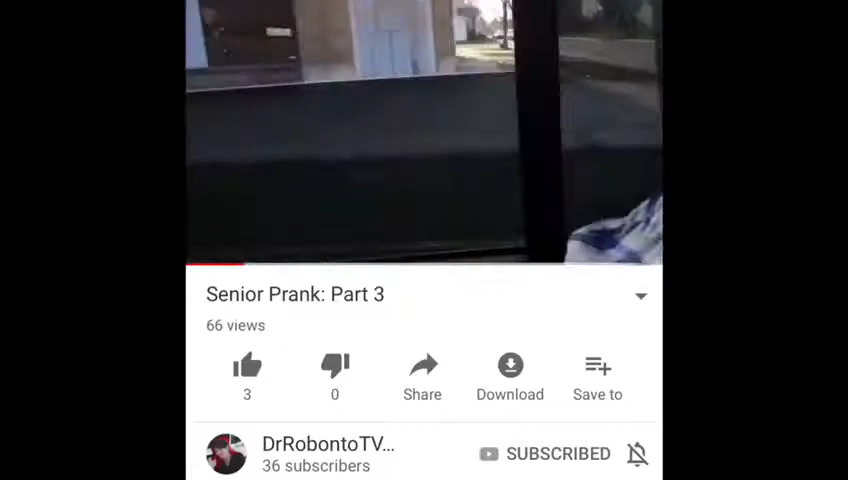 Senior Prank: Part 3
66 views
3
0
Share
Download
Save to
DrRobontoTV...
36 subscribers
SUBSCRIBED